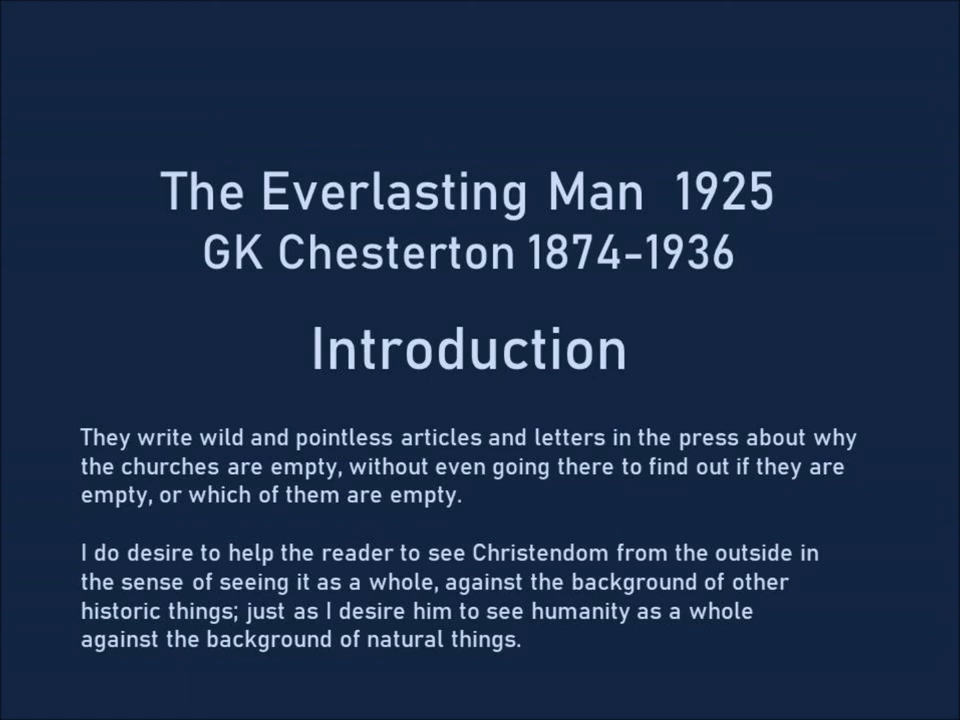 The Everlasting Man 1925
GK Chesterton 1874-1936
Introduction
They write wild and pointless articles and letters in the press about why
the churches are empty, without even going there to find out if they are
empty, or which of them are empty.
I do desire to help the reader to see Christendom from the outside in
the sense of seeing it as a whole, against the background of other
historic things; just as I desire him to see humanity as a whole
against the background of natural things.